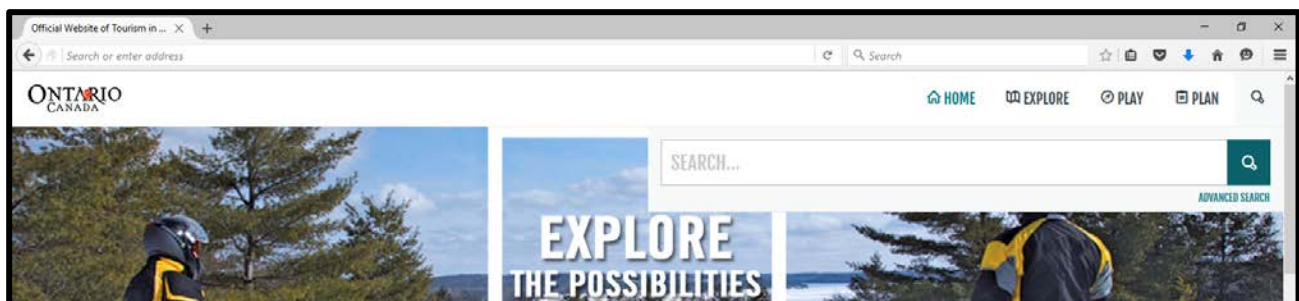 Official Website of Tourism in ...
Search or enter address
Search
ONTARIO
CANADA
HOME EXPLORE PLAY PLAN
SEARCH...
ADVANCED SEARCH
EXPLORE
THE POSSIBILITIES